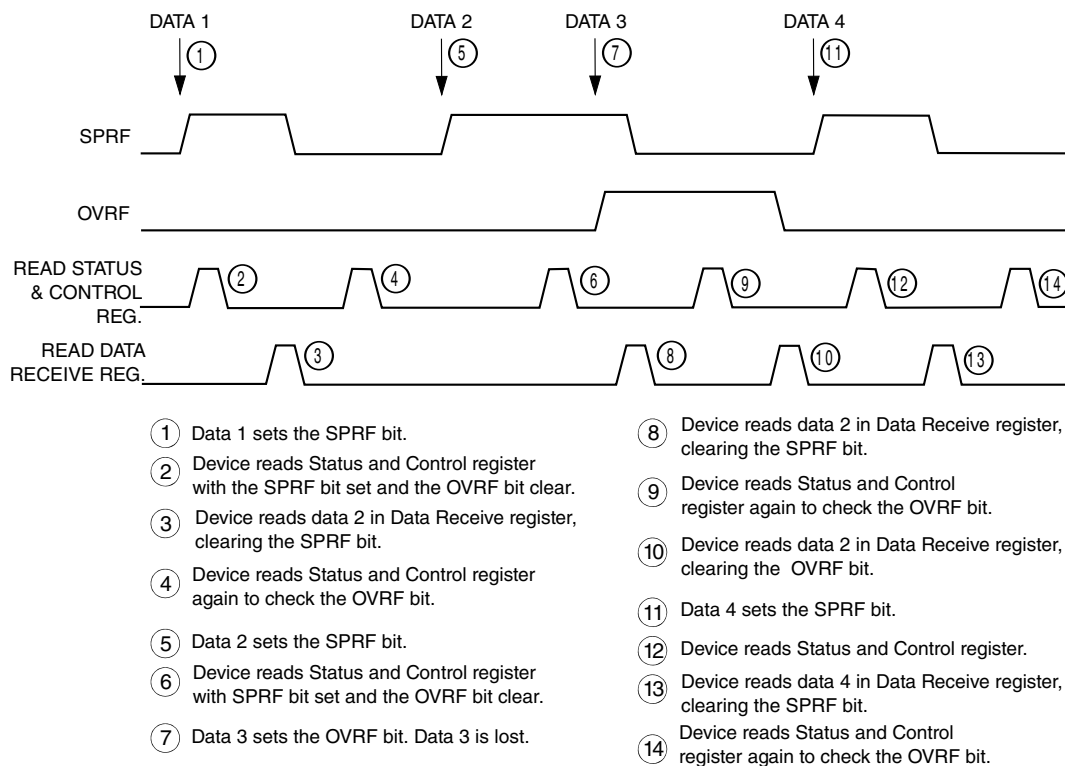 DATA 1 DATA 2 DATA 3 DATA 4
1 5 7 11
SPRF
OVRF
READ STATUS
& CONTROL
REG.
2 4 6 9 12 14
READ DATA
RECEIVE REG.
3 8 10 13
1 Data 1 sets the SPRF bit.
2 Device reads Status and Control register
with the SPRF bit set and the OVRF bit clear.
3 Device reads data 2 in Data Receive register,
clearing the SPRF bit.
4 Device reads Status and Control register
again to check the OVRF bit.
5 Data 2 sets the SPRF bit.
6 Device reads Status and Control register
with SPRF bit set and the OVRF bit clear.
7 Data 3 sets the OVRF bit. Data 3 is lost.
8 Device reads data 2 in Data Receive register,
clearing the SPRF bit.
9 Device reads Status and Control
register again to check the OVRF bit.
10 Device reads data 2 in Data Receive register,
clearing the OVRF bit.
11 Data 4 sets the SPRF bit.
12 Device reads Status and Control register.
13 Device reads data 4 in Data Receive register,
clearing the SPRF bit.
14 Device reads Status and Control
register again to check the OVRF bit.